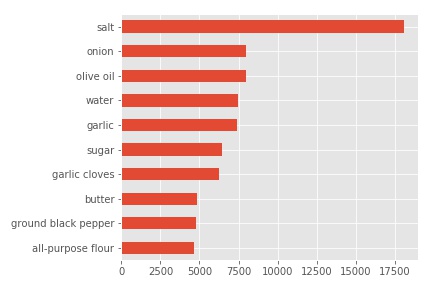 salt
onion
olive oil
water
garlic
sugar
garlic cloves
butter
ground black pepper
all-purpose flour
0 2500 5000 7500 10000 12500 15000 17500